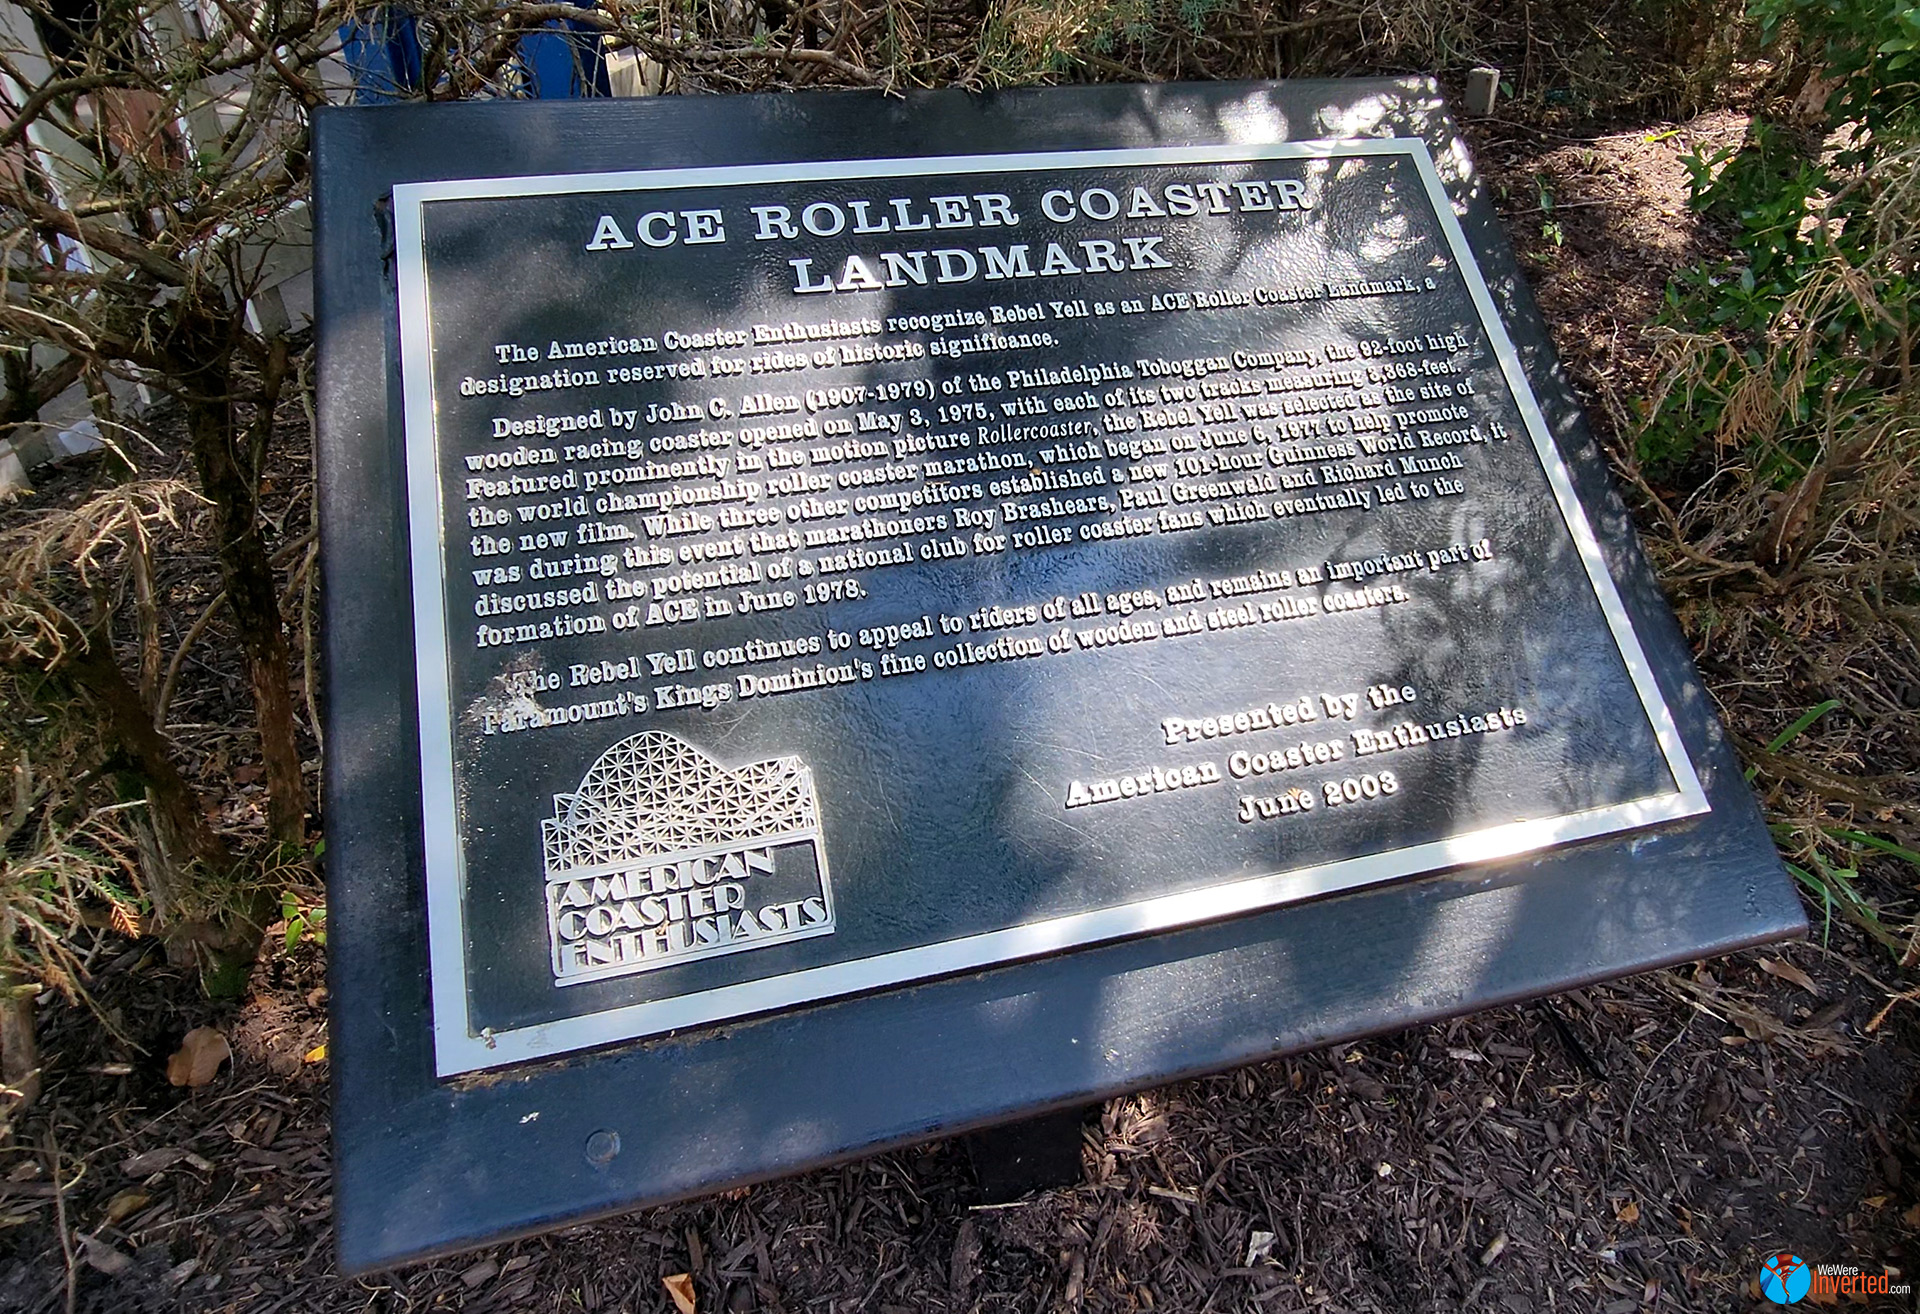 ACE ROLLER COASTER
LANDMARK
The American Coaster Enthusiasts recognize Rebel Yell as an ACE Roller Coaster Landmark, a
designation reserved for rides of historic significance.
Designed by John C. Allen (1907-1979) of the Philadelphia Toboggan Company, the 92-foot high
wooden racing coaster opened on May 3, 1975, with each of its two tracks measuring 3,368-feet.
Featured prominently in the motion picture Rollercoaster, the Rebel Yell was selected as the site of
the world championship roller coaster marathon, which began on June 6, 1977 to help promote
the new film. While three other competitors established a new 101-hour Guinness World Record, it
was during this event that marathoners Roy Brashears, Paul Greenwald and Richard Munch
discussed the potential of a national club for roller coaster fans which eventually led to the
formation of ACE in June 1978.
The Rebel Yell continues to appeal to riders of all ages, and remains an important part of
Paramount's Kings Dominion's fine collection of wooden and steel roller coasters.
Presented by the
American Coaster Enthusiasts
June 2003
AMERICAN
COASTER
ENTHUSIASTS
WeWere
Inverted.com